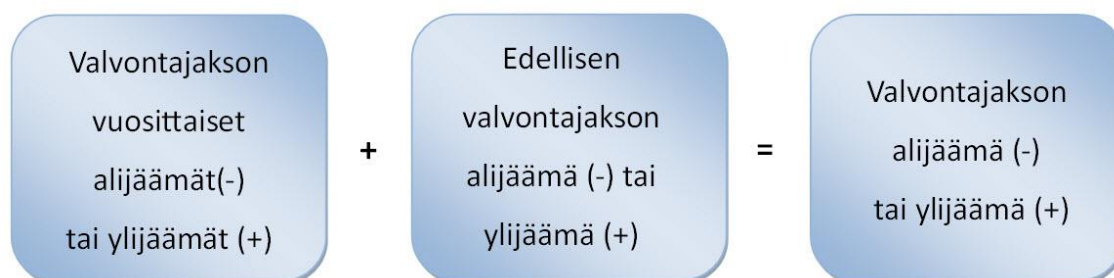 Valvontajakson
vuosittaiset
alijäämät(-)
tai ylijäämät (+)
+
Edellisen
valvontajakson
alijäämä (-) tai
ylijäämä (+)
=
Valvontajakson
alijäämä (-)
tai ylijäämä (+)